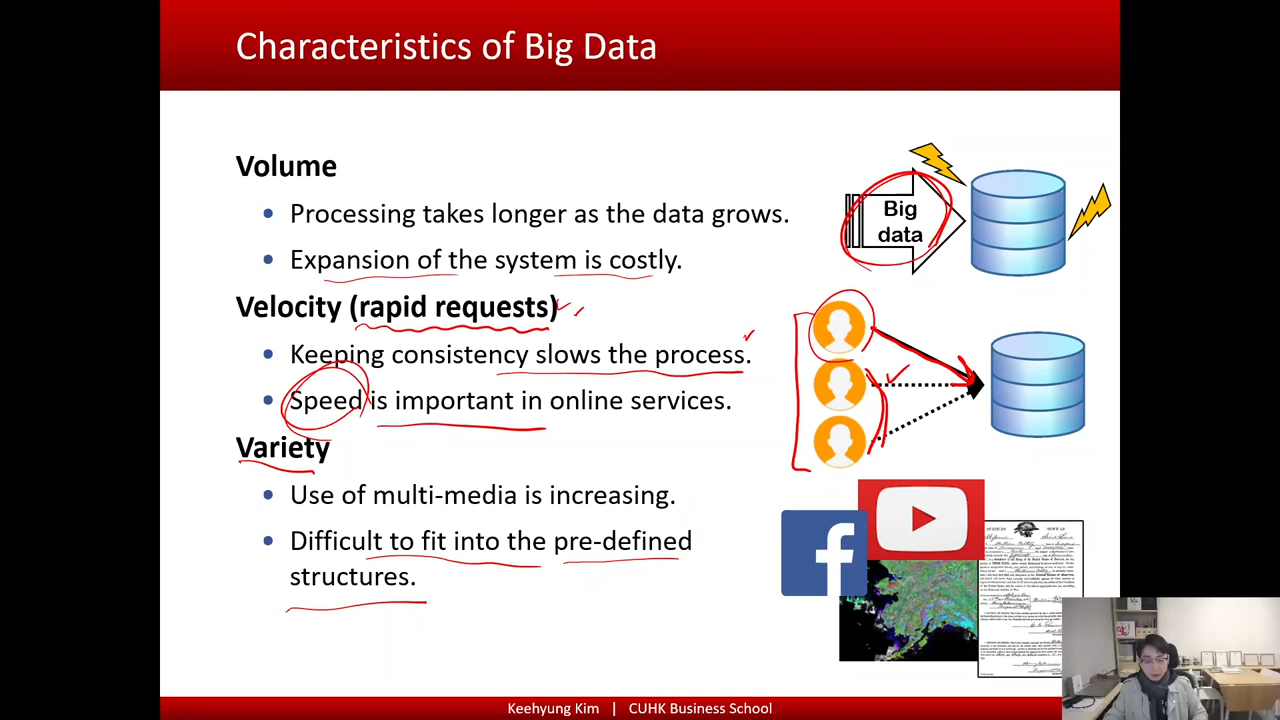 Characteristics of Big Data
Volume
• Processing takes longer as the data grows.
• Expansion of the system is costly.
Velocity (rapid requests)
• Keeping consistency slows the process.
• Speed is important in online services.
Variety
• Use of multi-media is increasing.
• Difficult to fit into the pre-defined
structures.
Big
data
f
Keehyung Kim | CUHK Business School